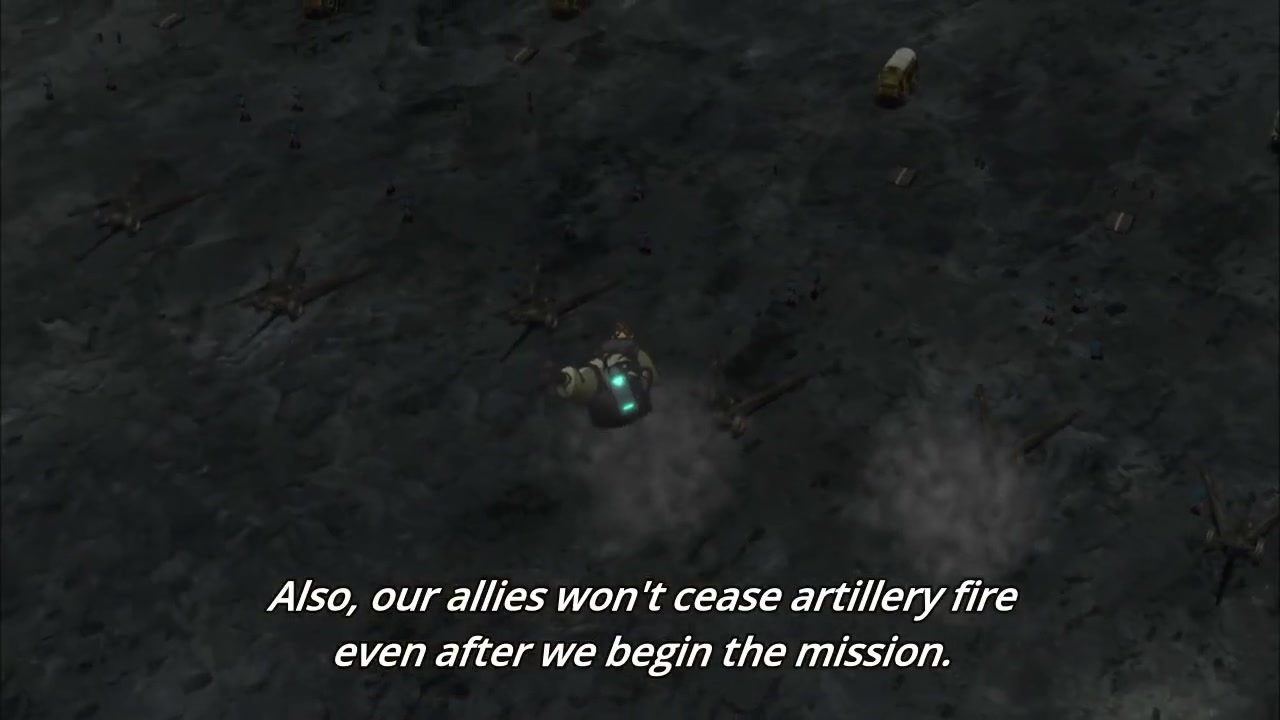 Also, our allies won't cease artillery fire
even after we begin the mission.